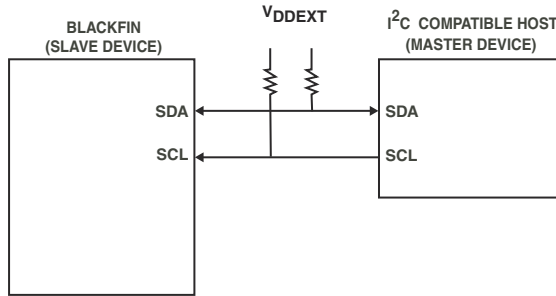 BLACKFIN
(SLAVE DEVICE)
VDDEXT
I²C COMPATIBLE HOST
(MASTER DEVICE)
SDA
SDA
SCL
SCL